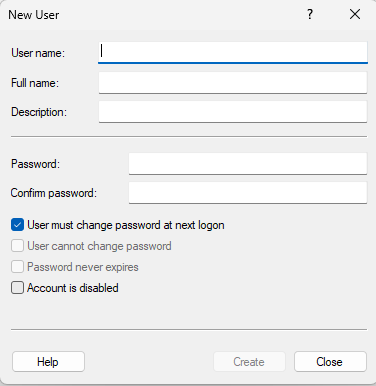 New User
?
User name:
Full name:
Description:
Password:
Confirm password:
User must change password at next logon
User cannot change password
Password never expires
Account is disabled
Help
Create
Close